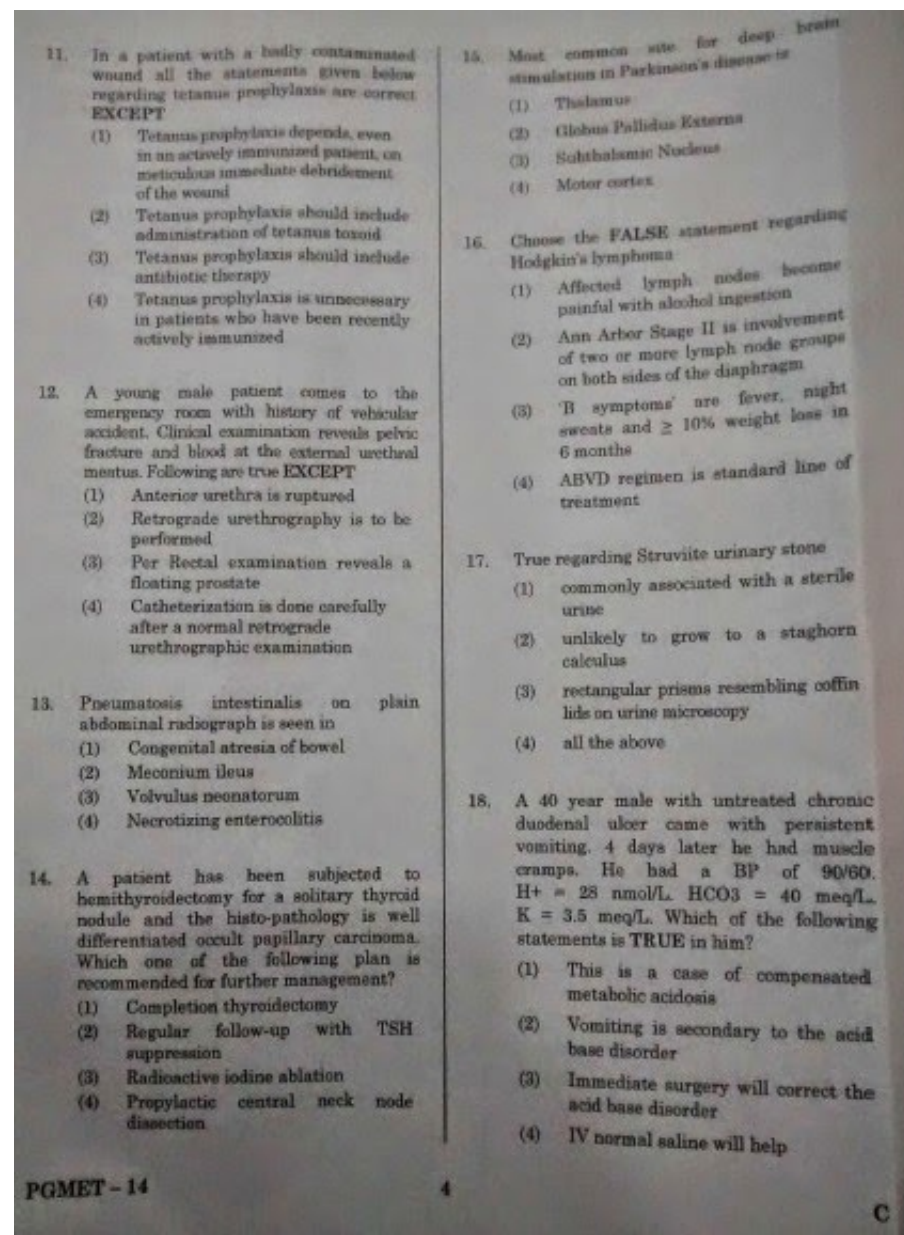 11. In a patient with a badly contaminated
wound all the statements given below
regarding tetanus prophylaxis are correct
EXCEPT
(1) Tetanus prophylaxis depends, even
in an actively immunized patient, on
meticulous immediate debridement
of the wound
(2) Tetanus prophylaxis should include
administration of tetanus toxoid
(3) Tetanus prophylaxis should include
antibiotic therapy
(4) Tetanus prophylaxis is unnecessary
in patients who have been recently
actively immunized
12. A young male patient comes to the
emergency room with history of vehicular
accident. Clinical examination reveals pelvic
fracture and blood at the external urethral
meatus. Following are true EXCEPT
(1) Anterior urethra is ruptured
(2) Retrograde urethrography is to be
performed
(3) Per Rectal examination reveals a
floating prostate
(4) Catheterization is done carefully
after a normal retrograde
urethrographic examination
13. Pneumatosis intestinalis on plain
abdominal radiograph is seen in
(1) Congenital atresia of bowel
(2) Meconium ileus
(3) Volvulus neonatorum
(4) Necrotizing enterocolitis
14. A patient has been subjected to
hemithyroidectomy for a solitary thyroid
nodule and the histo-pathology is well
differentiated occult papillary carcinoma.
Which one of the following plan is
recommended for further management?
(1) Completion thyroidectomy
(2) Regular follow-up with TSH
suppression
(3) Radioactive iodine ablation
(4) Propylactic central neck node
dissection
15. Most common site for deep brain
stimulation in Parkinson's disease is
(1) Thalamus
(2) Globus Pallidus Externa
(3) Subthalamic Nucleus
(4) Motor cortex
16. Choose the FALSE statement regarding
Hodgkin's lymphoma
(1) Affected lymph nodes become
painful with alcohol ingestion
(2) Ann Arbor Stage II is involvement
of two or more lymph node groups
on both sides of the diaphragm
(3) 'B symptoms' are fever, night
sweats and ≥ 10% weight loss in
6 months
(4) ABVD regimen is standard line of
treatment
17. True regarding Struviite urinary stone
(1) commonly associated with a sterile
urine
(2) unlikely to grow to a staghorn
calculus
(3) rectangular prisms resembling coffin
lids on urine microscopy
(4) all the above
18. A 40 year male with untreated chronic
duodenal ulcer came with persistent
vomiting. 4 days later he had muscle
cramps. He had a BP of 90/60.
H+ = 28 nmol/L. HCO3 = 40 meq/L.
K = 3.5 meq/L. Which of the following
statements is TRUE in him?
(1) This is a case of compensated
metabolic acidosis
(2) Vomiting is secondary to the acid
base disorder
(3) Immediate surgery will correct the
acid base disorder
(4) IV normal saline will help
PGMET – 14
4
C